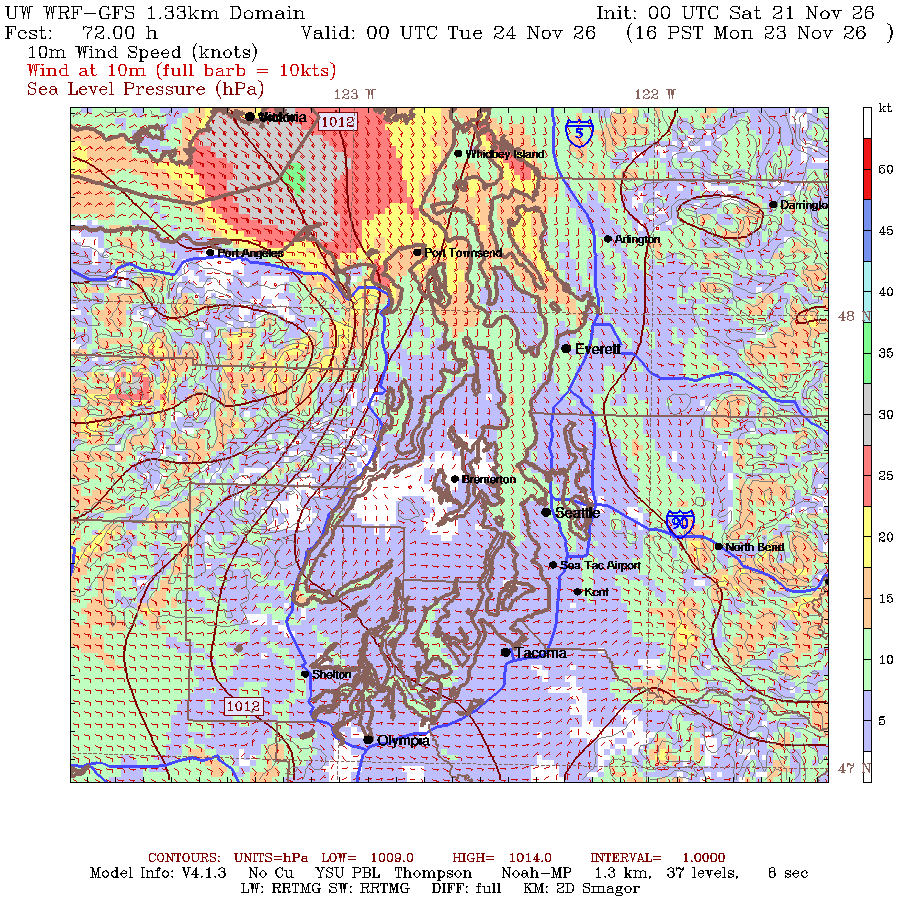 UW WRF-GFS 1.33km Domain Init: 00 UTC Sat 21 Nov 26
Fcst: 72.00 h Valid: 00 UTC Tue 24 Nov 26 (16 PST Mon 23 Nov 26 )
10m Wind Speed (knots)
Wind at 10m (full barb = 10kts)
Sea Level Pressure (hPa)
123 W 122 W
kt
Victoria
1012
5
60
Whidbey Island
25
Darringto
45
Arlington
Port Angeles
Port Townsend
40
48 N
Everett
35
30
25
Bremerton
Seattle
90
20
North Bend
Sea_Tac Airport
Kent
15
Tacoma
10
Shelton
1012
5
Olympia
47 N
CONTOURS: UNITS=hPa LOW= 1009.0 HIGH= 1014.0 INTERVAL= 1.0000
Model Info: V4.1.3 No Cu YSU PBL Thompson Noah-MP 1.3 km, 37 levels, 8 sec
LW: RRTMG SW: RRTMG DIFF: full KM: 2D Smagor